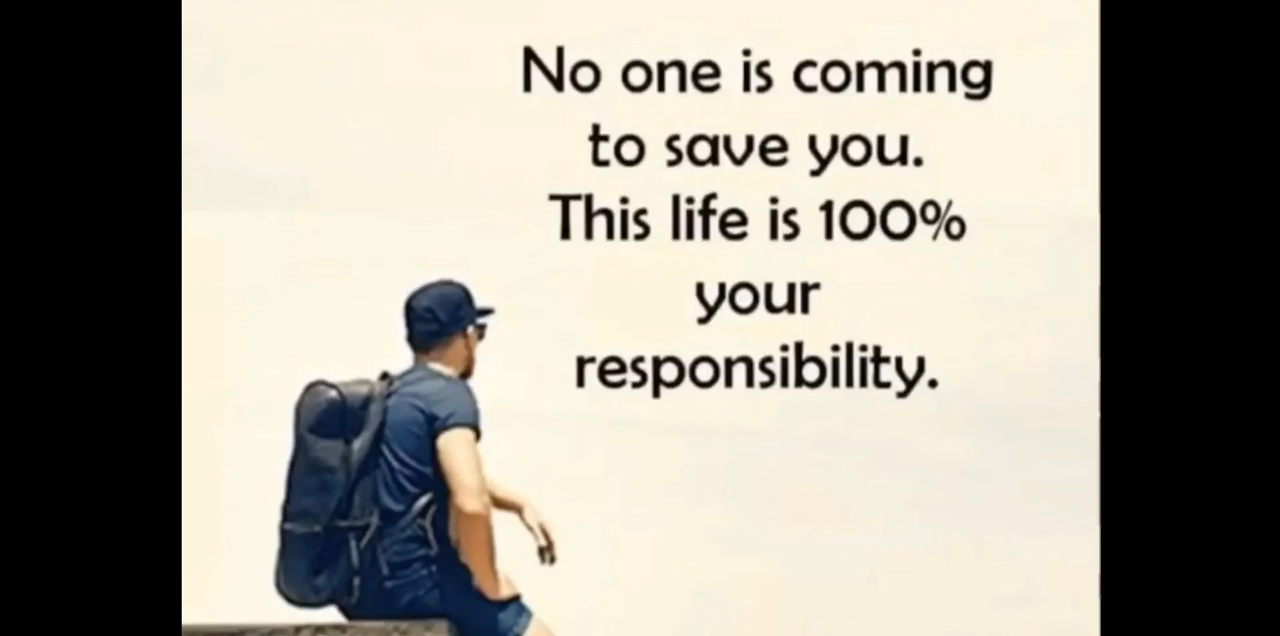 No one is coming
to save you.
This life is 100%
your
responsibility.